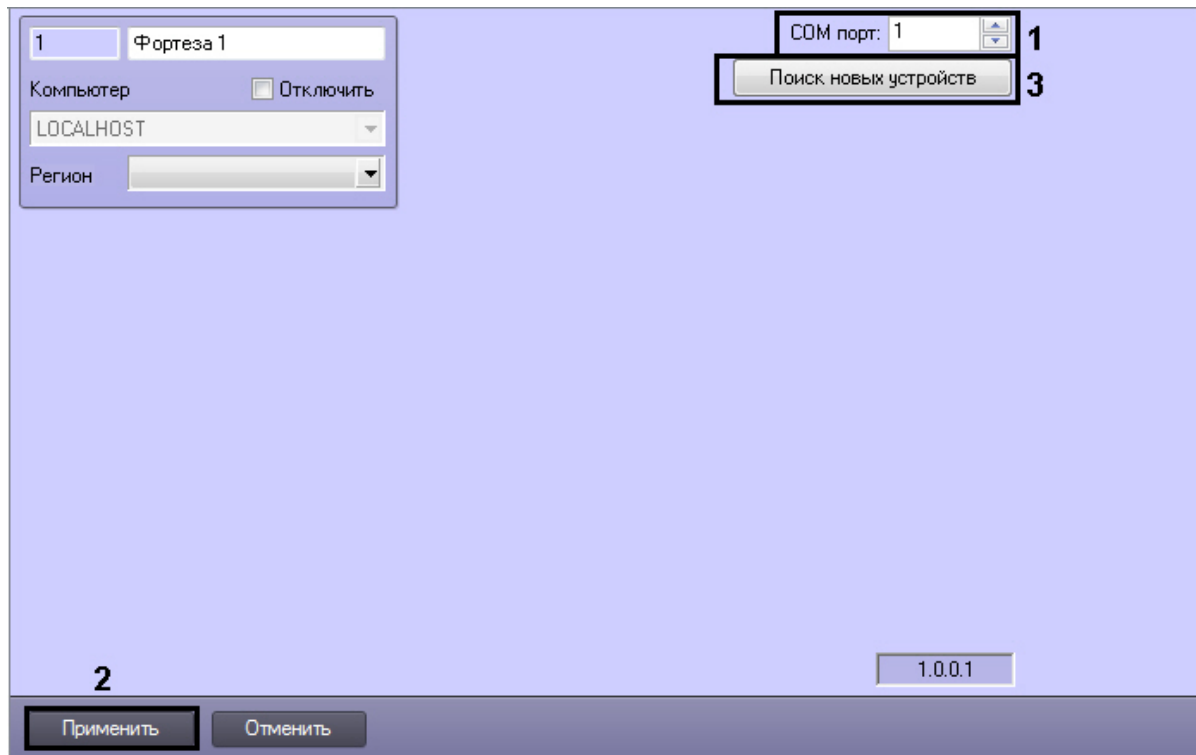 1 Фортеза 1
Компьютер Отключить
LOCALHOST
Регион
COM порт: 1 1
Поиск новых устройств 3
1.0.0.1
2
Применить Отменить